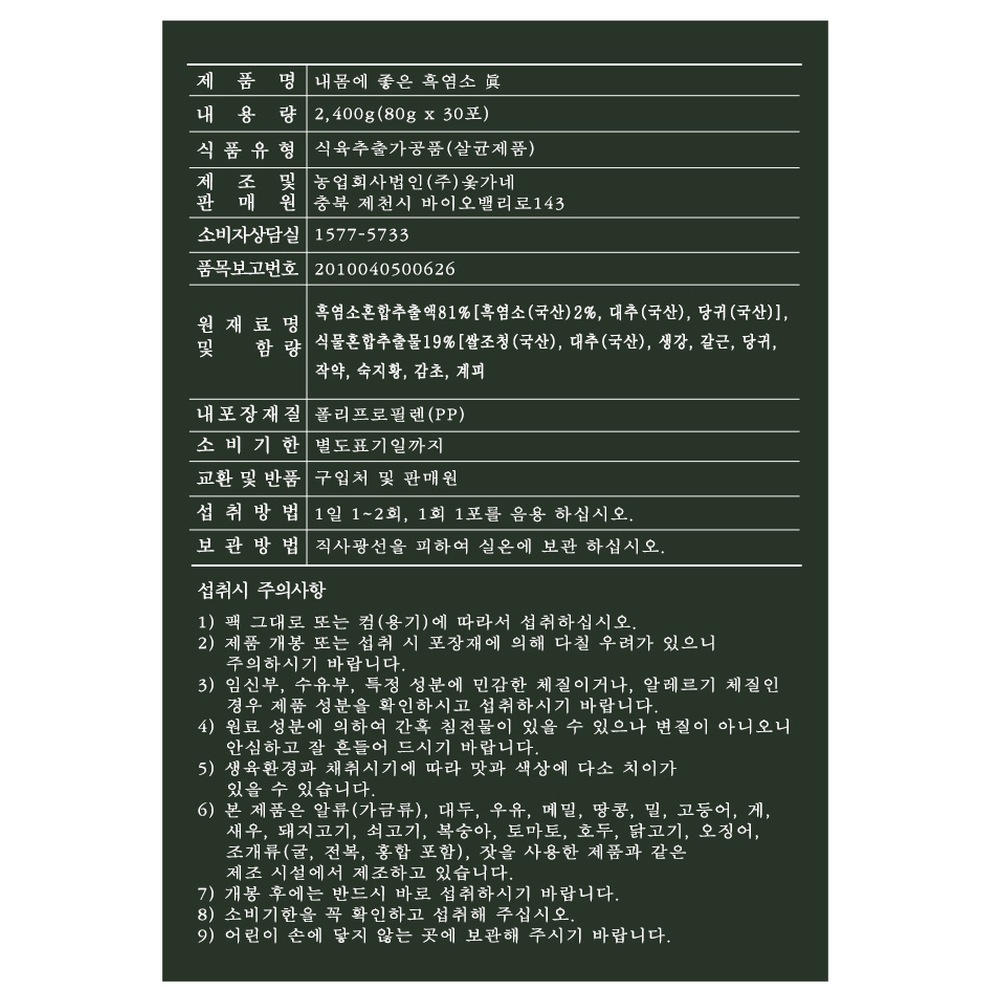 제 품 명 내몸에 좋은 흑염소 眞
내 용 량 2,400g(80g x 30포)
식 품 유 형 식육추출가공품(살균제품)
제 조 및 농업회사법인(주)옻가네
판 매 원 충북 제천시 바이오밸리로143
소비자상담실 1577-5733
품목보고번호 2010040500626
흑염소혼합추출액81%[흑염소(국산)2%, 대추(국산), 당귀(국산)],
원 재 료 명 식물혼합추출물19%[쌀조청(국산), 대추(국산), 생강, 갈근, 당귀,
및 함 량 작약, 숙지황, 감초, 계피
내포장재질 폴리프로필렌(PP)
소 비 기 한 별도표기일까지
교환 및 반품 구입처 및 판매원
섭 취 방 법 1일 1~2회, 1회 1포를 음용 하십시오.
보 관 방 법 직사광선을 피하여 실온에 보관 하십시오.
섭취시 주의사항
1) 팩 그대로 또는 컵(용기)에 따라서 섭취하십시오.
2) 제품 개봉 또는 섭취 시 포장재에 의해 다칠 우려가 있으니
주의하시기 바랍니다.
3) 임신부, 수유부, 특정 성분에 민감한 체질이거나, 알레르기 체질인
경우 제품 성분을 확인하시고 섭취하시기 바랍니다.
4) 원료 성분에 의하여 간혹 침전물이 있을 수 있으나 변질이 아니오니
안심하고 잘 흔들어 드시기 바랍니다.
5) 생육환경과 채취시기에 따라 맛과 색상에 다소 치이가
있을 수 있습니다.
6) 본 제품은 알류(가금류), 대두, 우유, 메밀, 땅콩, 밀, 고등어, 게,
새우, 돼지고기, 쇠고기, 복숭아, 토마토, 호두, 닭고기, 오징어,
조개류(굴, 전복, 홍합 포함), 잣을 사용한 제품과 같은
제조 시설에서 제조하고 있습니다.
7) 개봉 후에는 반드시 바로 섭취하시기 바랍니다.
8) 소비기한을 꼭 확인하고 섭취해 주십시오.
9) 어린이 손에 닿지 않는 곳에 보관해 주시기 바랍니다.